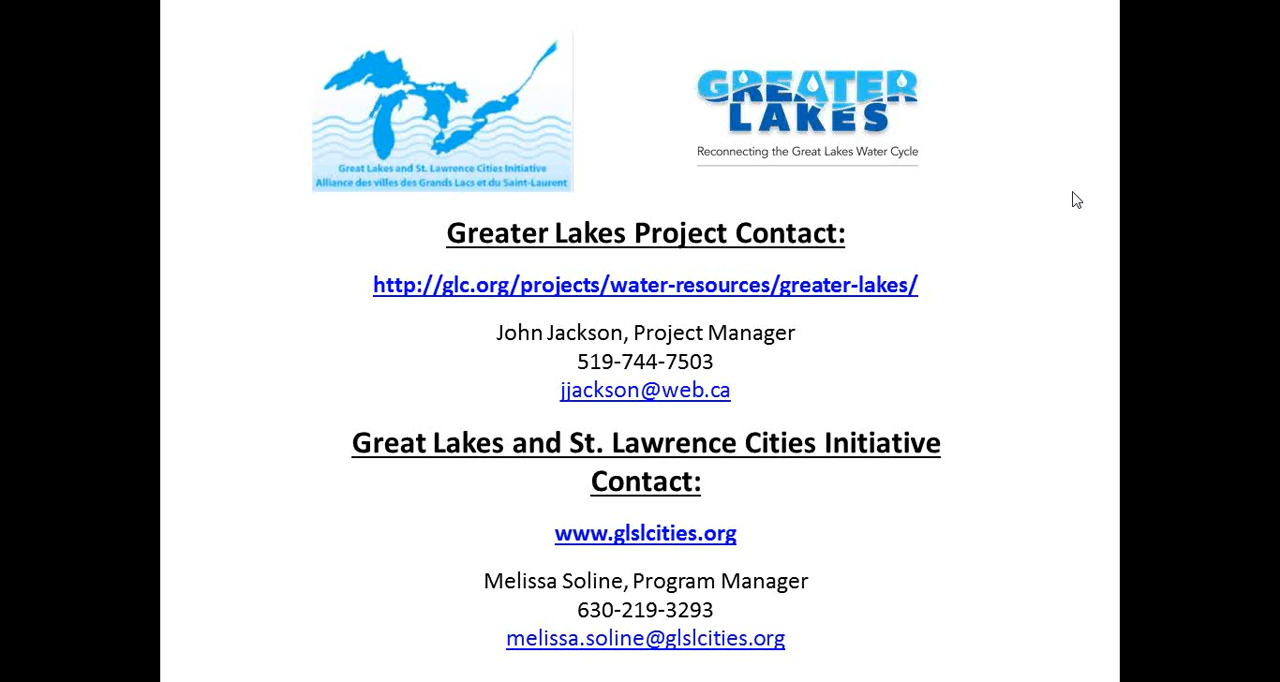 Great Lakes and St. Lawrence Cities Initiative
Alliance des villes des Grands Lacs et du Saint-Laurent
GREATER
LAKES
Reconnecting the Great Lakes Water Cycle
Greater Lakes Project Contact:
http://glc.org/projects/water-resources/greater-lakes/
John Jackson, Project Manager
519-744-7503
jjackson@web.ca
Great Lakes and St. Lawrence Cities Initiative
Contact:
www.glslcities.org
Melissa Soline, Program Manager
630-219-3293
melissa.soline@glslcities.org